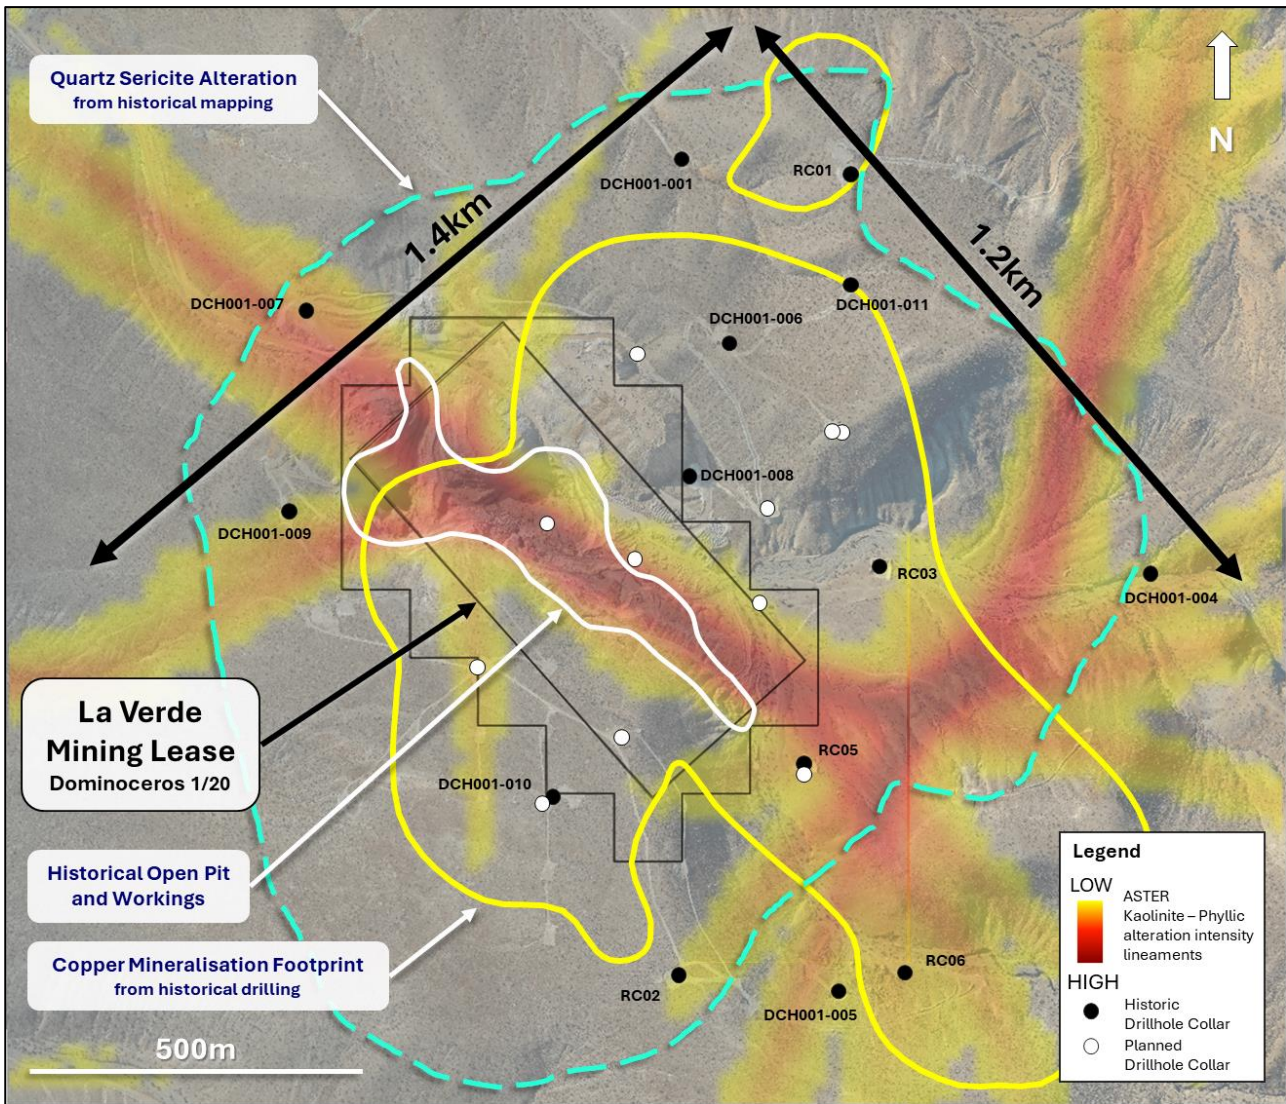 Quartz Sericite Alteration
from historical mapping
1.4km
1.2km
N
DCH001-001
RC01
DCH001-007
DCH001-011
DCH001-006
DCH001-008
DCH001-009
RC03
DCH001-004
La Verde
Mining Lease
Dominoceros 1/20
RC05
DCH001-010
Historical Open Pit
and Workings
Copper Mineralisation Footprint
from historical drilling
RC02
DCH001-005
RC06
500m
Legend
LOW
ASTER
Kaolinite – Phyllic
alteration intensity
lineaments
HIGH
Historic
Drillhole Collar
Planned
Drillhole Collar